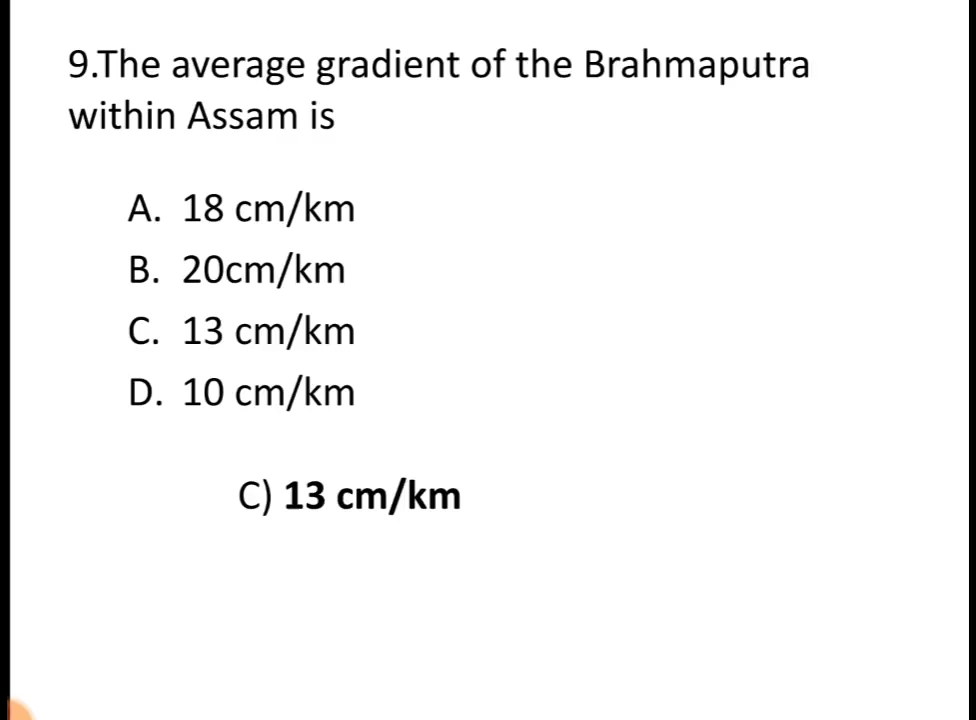 9.The average gradient of the Brahmaputra
within Assam is
A. 18 cm/km
B. 20cm/km
C. 13 cm/km
D. 10 cm/km
C) 13 cm/km